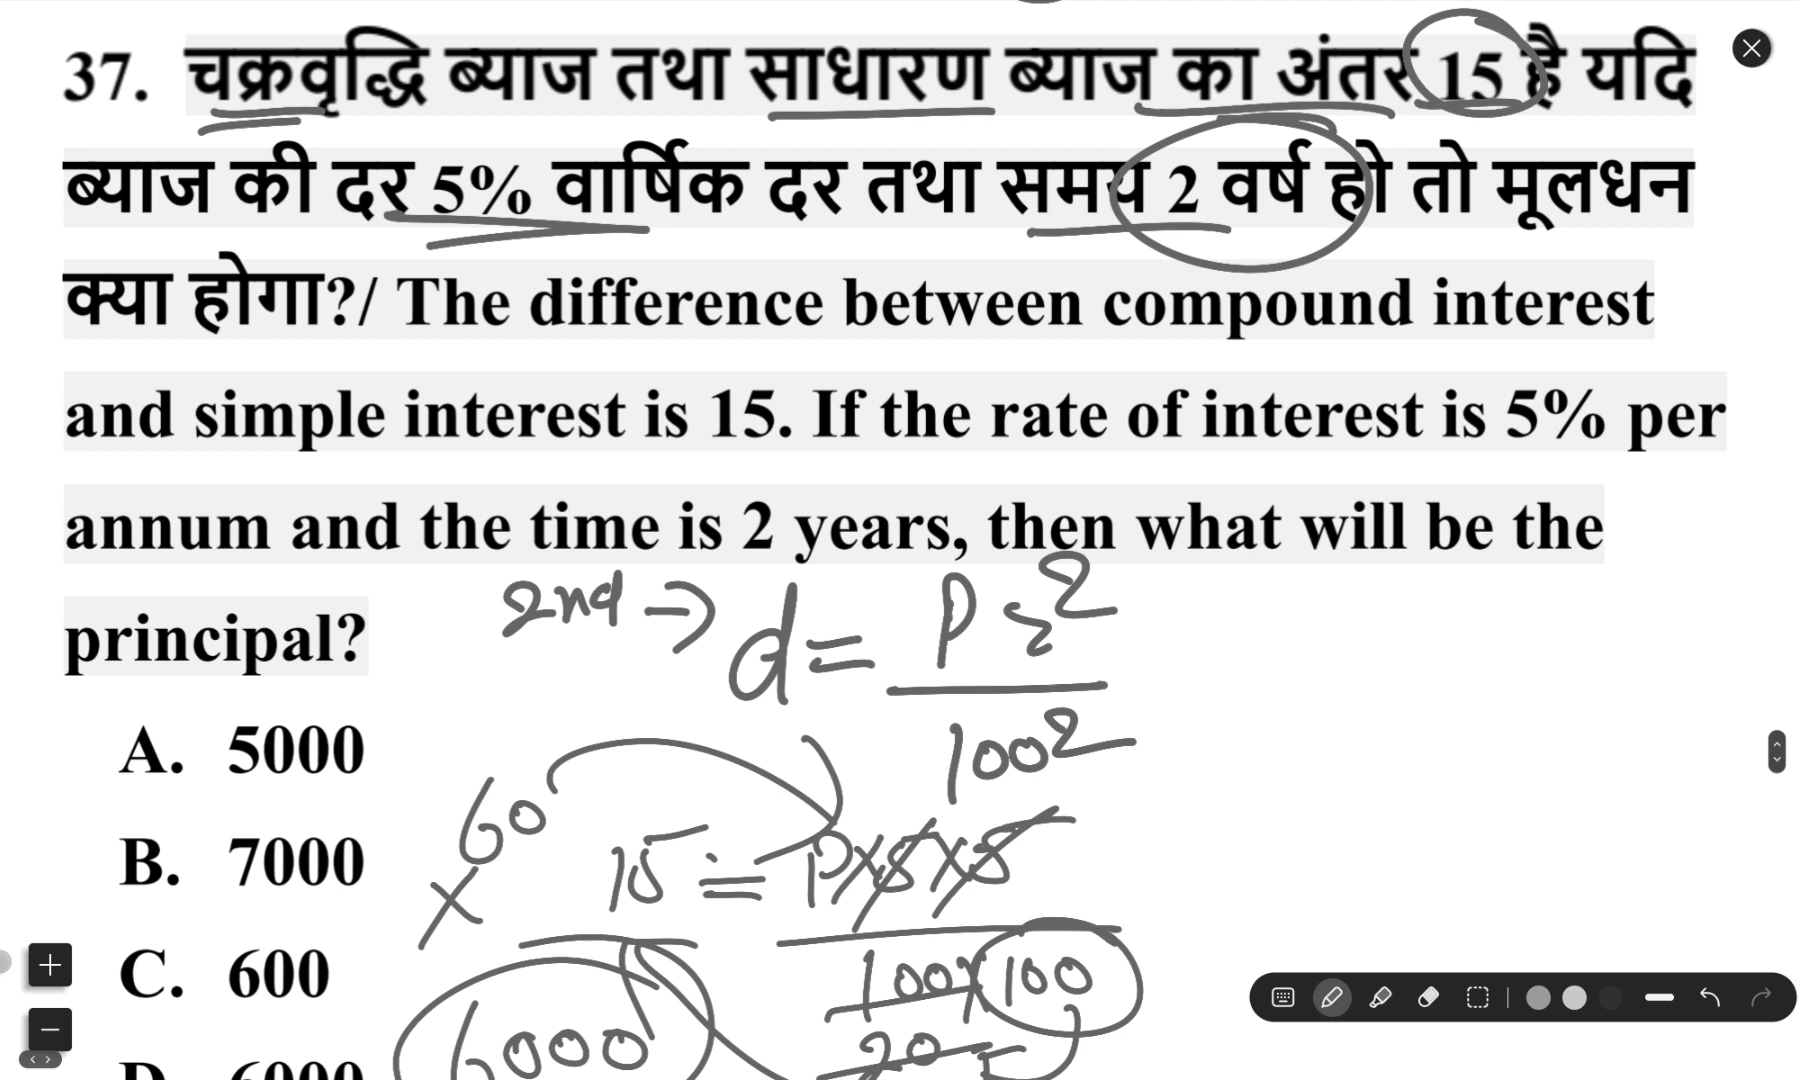 37. चक्रवृद्धि ब्याज तथा साधारण ब्याज का अंतर 15 है यदि
ब्याज की दर 5% वार्षिक दर तथा समय 2 वर्ष हो तो मूलधन
क्या होगा?/ The difference between compound interest
and simple interest is 15. If the rate of interest is 5% per
annum and the time is 2 years, then what will be the
principal?
2nd → d = Pr²
100²
A. 5000
60
B. 7000
× 15 = P×5×5
C. 600
100×100
6000
20
D. 6000